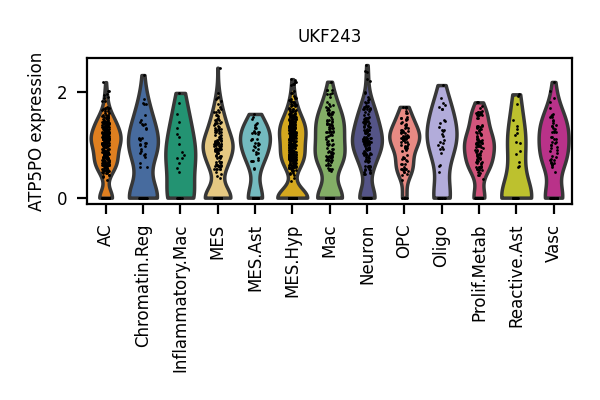 UKF243
ATP5PO expression
2
0
AC
Chromatin.Reg
Inflammatory.Mac
MES
MES.Ast
MES.Hyp
Mac
Neuron
OPC
Oligo
Prolif.Metab
Reactive.Ast
Vasc